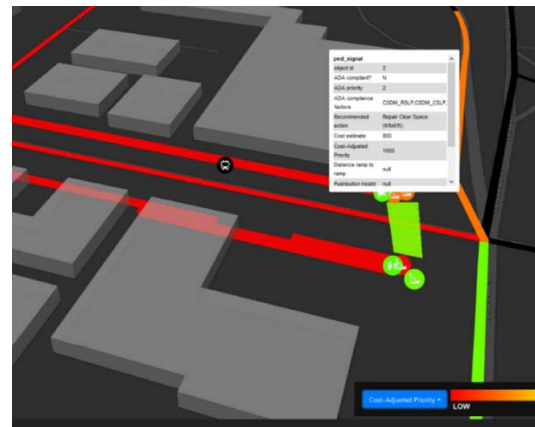 ped_signal
object id 2
ADA compliant? N
ADA priority 2
ADA compliance
factors CSDM_RSLP,CSDM_CSLP,
Recommended
action Repair Clear Space
Cost estimate 800
Cost-Adjusted
Priority 1600
Distance ramp to
ramp null
Pushbutton height null
Cost-Adjusted Priority
LOW